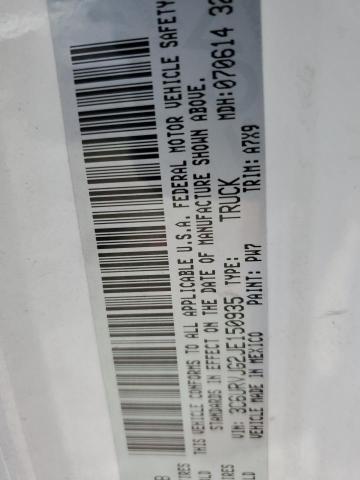 THIS VEHICLE CONFORMS TO ALL APPLICABLE U.S.A. FEDERAL MOTOR VEHICLE SAFETY
STANDARDS IN EFFECT ON THE DATE OF MANUFACTURE SHOWN ABOVE.
VIN: 3C6URVJG2JE150935 TYPE: TRUCK MDH: 070614 32
VEHICLE MADE IN MEXICO PAINT: PW7 TRIM: A7X9